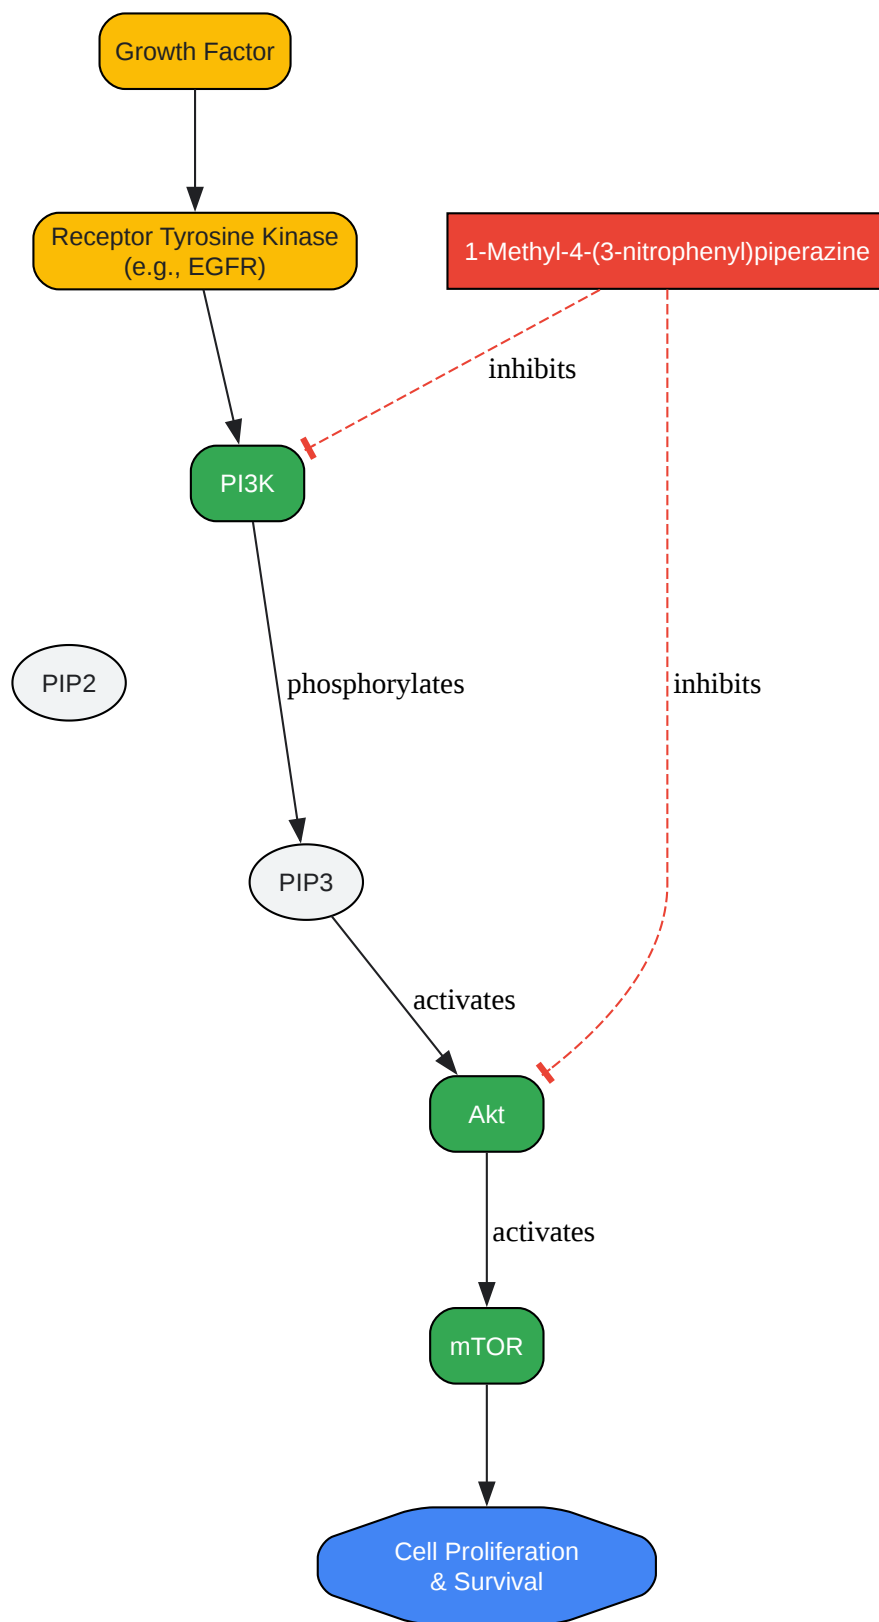 Growth Factor
Receptor Tyrosine Kinase
(e.g., EGFR)
1-Methyl-4-(3-nitrophenyl)piperazine
inhibits
PI3K
PIP2
phosphorylates
inhibits
PIP3
activates
Akt
activates
mTOR
Cell Proliferation
& Survival